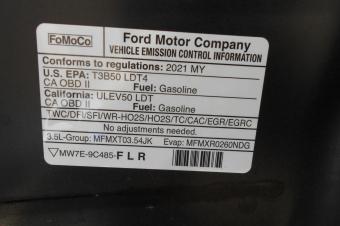 FoMoCo
Ford Motor Company
VEHICLE EMISSION CONTROL INFORMATION
Conforms to regulations: 2021 MY
U.S. EPA: T3B50 LDT4
CA OBD II Fuel: Gasoline
California: ULEV50 LDT
CA OBD II Fuel: Gasoline
TWC/DFI/SFI/WR-HO2S/HO2S/TC/CAC/EGR/EGRC
No adjustments needed.
3.5L-Group: MFMXT03.54JK Evap: MFMXR0260NDG
MW7E-9C485-FLR